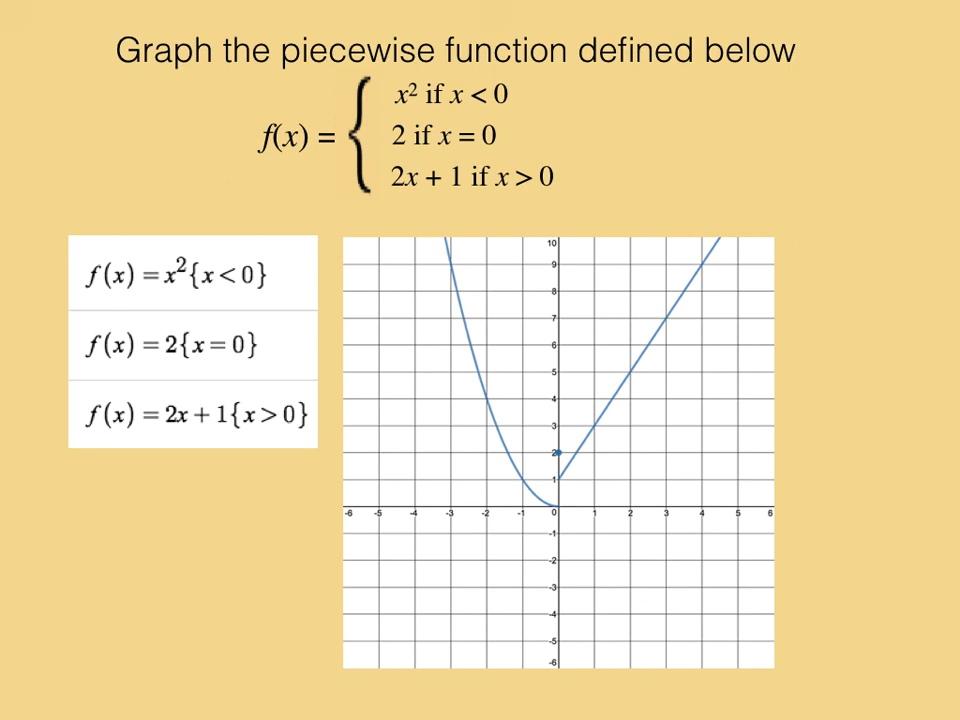 Graph the piecewise function defined below
x² if x < 0
f(x) = { 2 if x = 0
2x + 1 if x > 0
f(x) = x²{x<0}
f(x) = 2{x=0}
f(x) = 2x + 1{x>0}
10
9
8
7
6
5
4
3
2
1
-6 -5 -4 -3 -2 -1 0 1 2 3 4 5 6
-1
-2
-3
-4
-5
-6